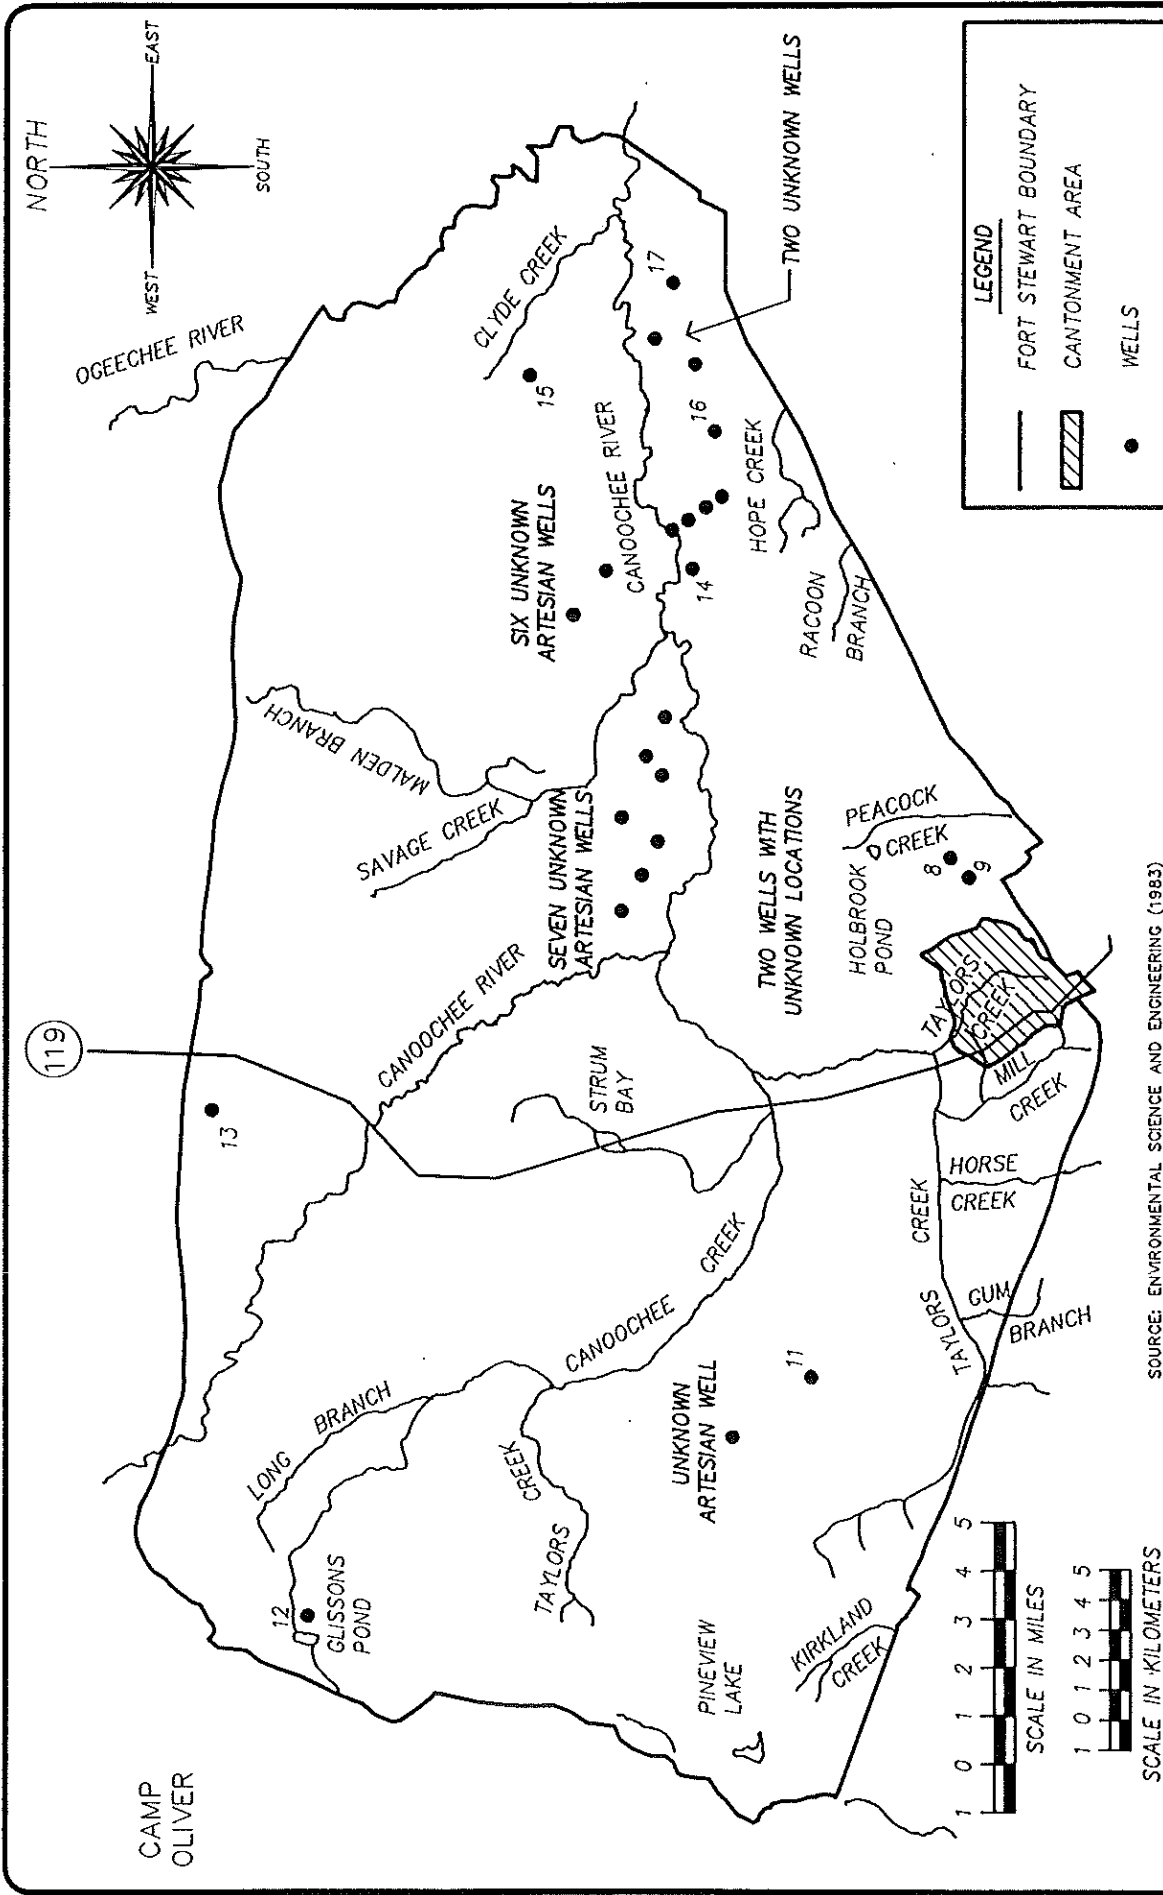 NORTH
WEST
EAST
SOUTH
CAMP
OLIVER
119
OGEECHEE RIVER
13
12
GLISSONS
POND
LONG
BRANCH
CANOOCHEE RIVER
MALDEN BRANCH
SAVAGE CREEK
CLYDE CREEK
15
SIX UNKNOWN
ARTESIAN WELLS
CANOOCHEE RIVER
SEVEN UNKNOWN
ARTESIAN WELLS
STRUM
BAY
TAYLORS
CREEK
CANOOCHEE
CREEK
14
16
17
TWO UNKNOWN WELLS
HOPE CREEK
RACOON
BRANCH
UNKNOWN
ARTESIAN WELL
11
TWO WELLS WITH
UNKNOWN LOCATIONS
PEACOCK
CREEK
HOLBROOK
POND
8
9
PINEVIEW
LAKE
KIRKLAND
CREEK
TAYLORS
CREEK
GUM
BRANCH
HORSE
CREEK
MILL
CREEK
TAYLORS
CREEK
1 0 1 2 3 4 5
SCALE IN MILES
1 0 1 2 3 4 5
SCALE IN KILOMETERS
LEGEND
FORT STEWART BOUNDARY
CANTONMENT AREA
WELLS
SOURCE: ENVIRONMENTAL SCIENCE AND ENGINEERING (1983)